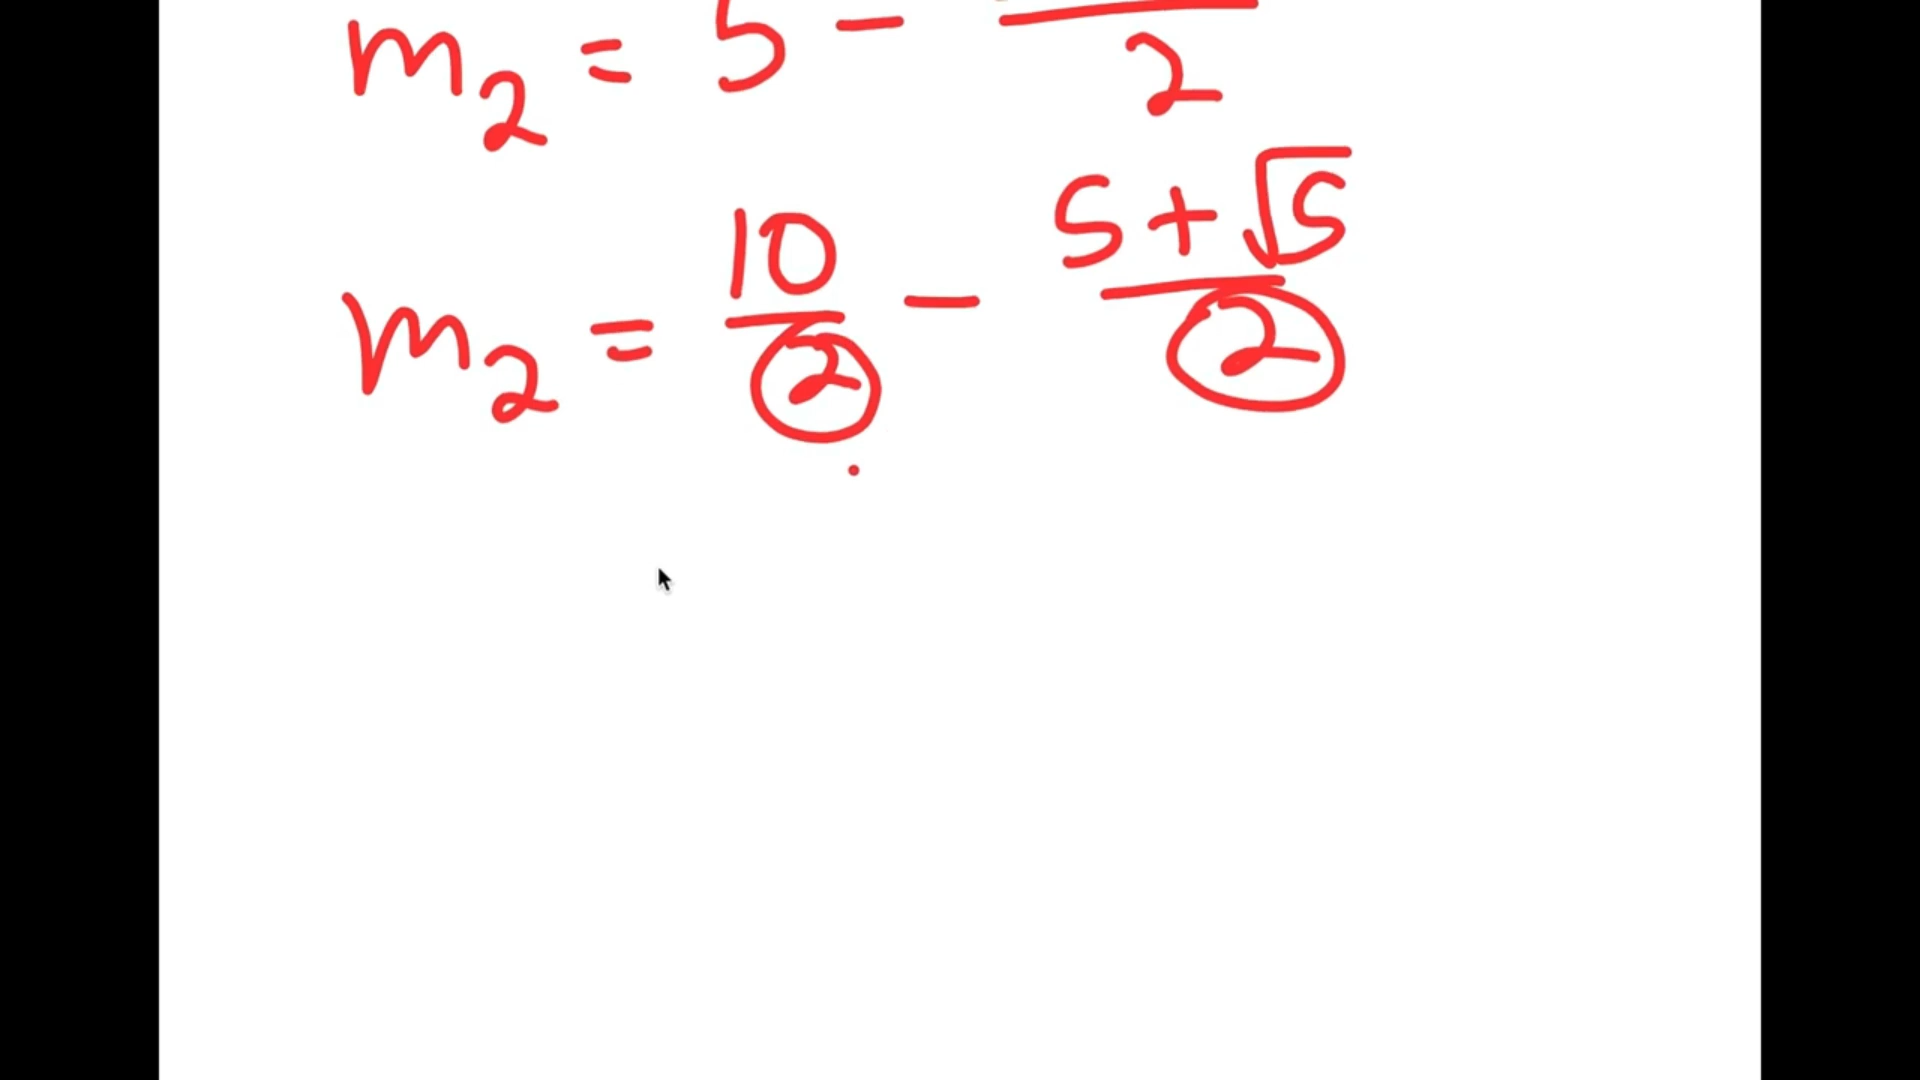 m₂ = 5 - —/2
m₂ = 10/2 - (5+√5)/2